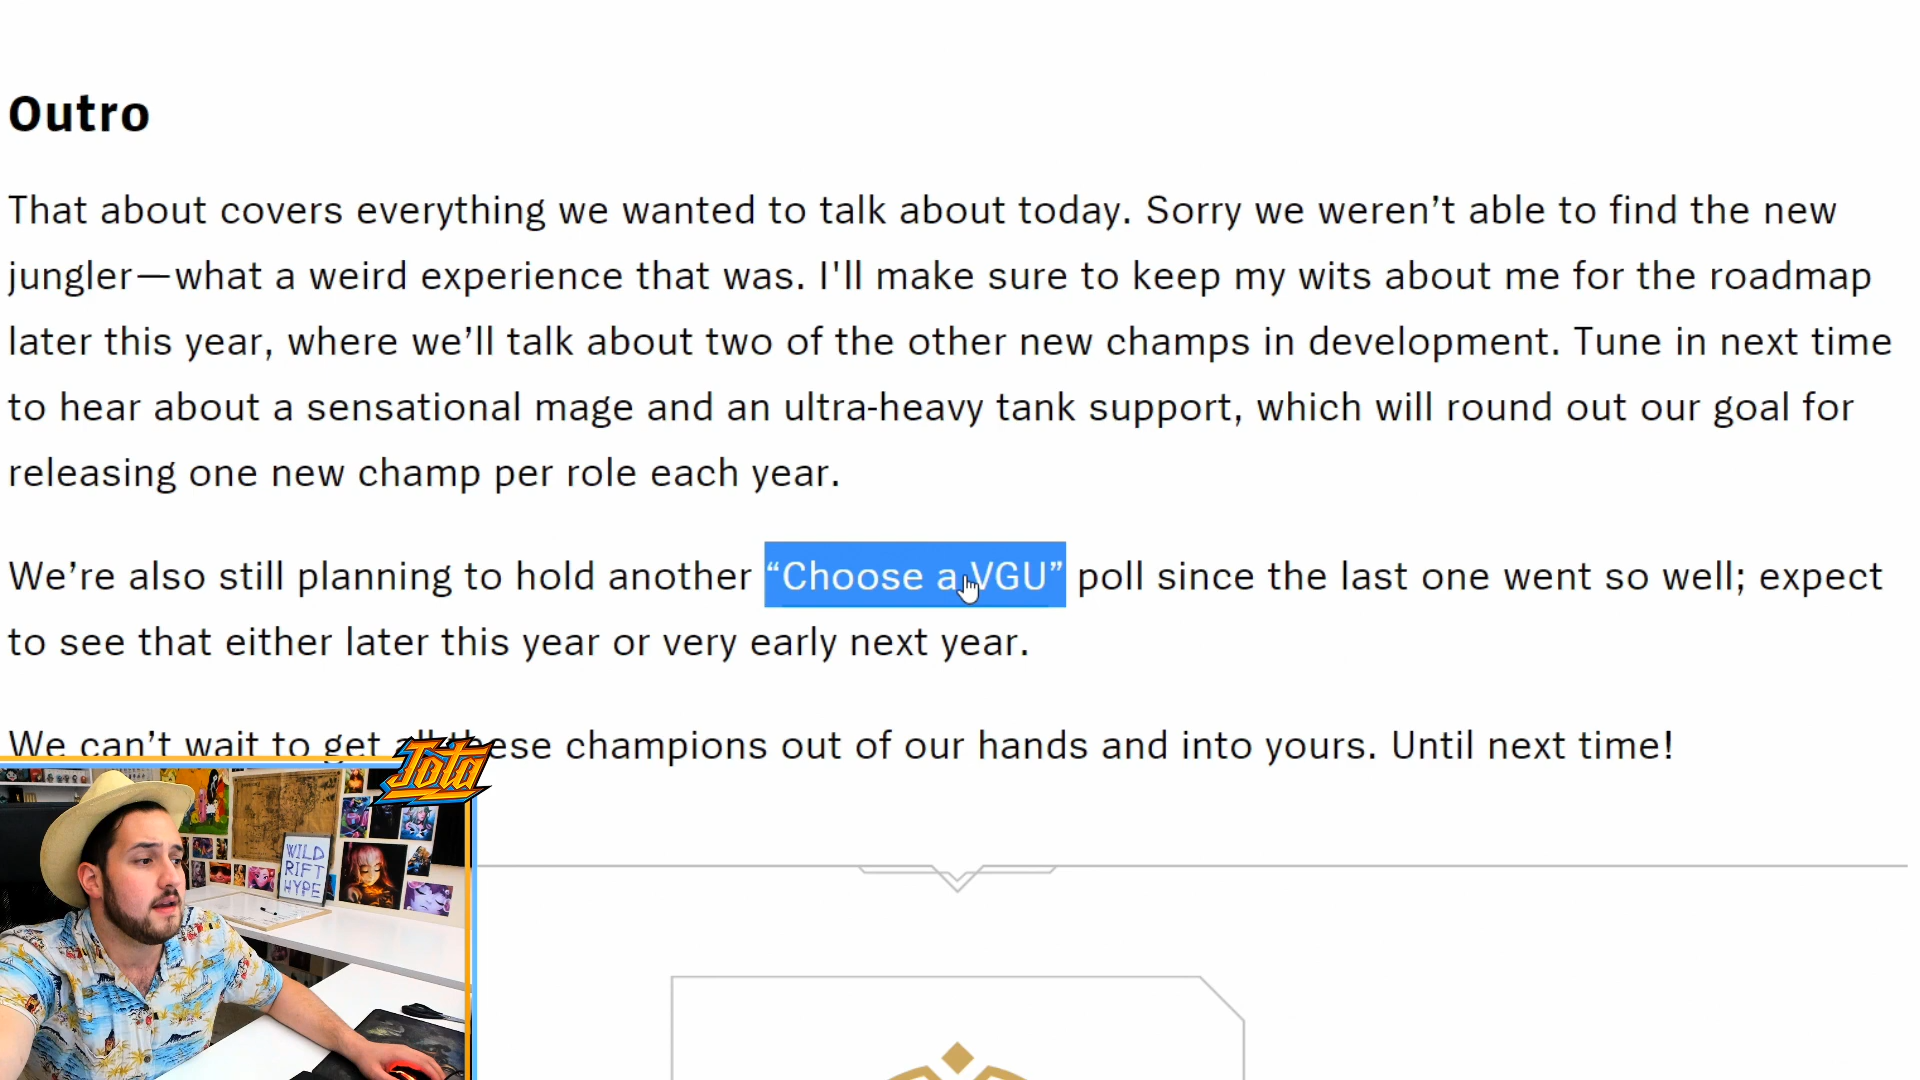 Outro
That about covers everything we wanted to talk about today. Sorry we weren’t able to find the new
jungler—what a weird experience that was. I'll make sure to keep my wits about me for the roadmap
later this year, where we’ll talk about two of the other new champs in development. Tune in next time
to hear about a sensational mage and an ultra-heavy tank support, which will round out our goal for
releasing one new champ per role each year.
We’re also still planning to hold another “Choose a VGU” poll since the last one went so well; expect
to see that either later this year or very early next year.
We can’t wait to get all these champions out of our hands and into yours. Until next time!
Jota
WILD
RIFT
HYPE